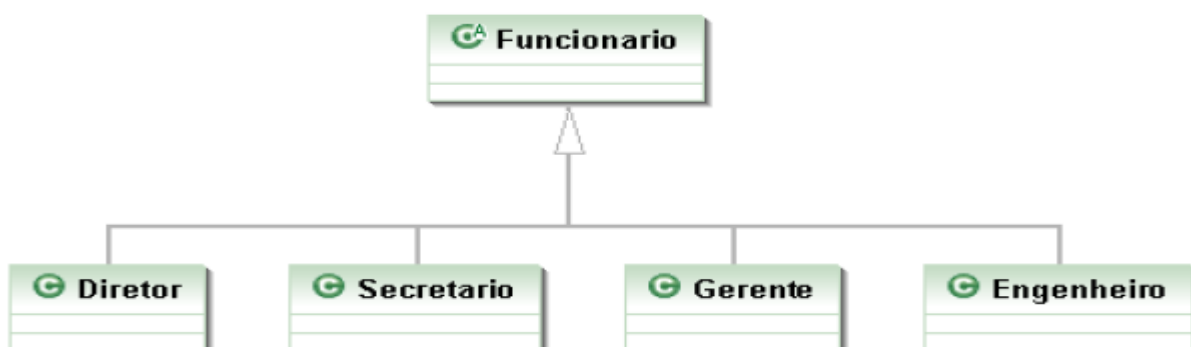 Funcionario
Diretor
Secretario
Gerente
Engenheiro